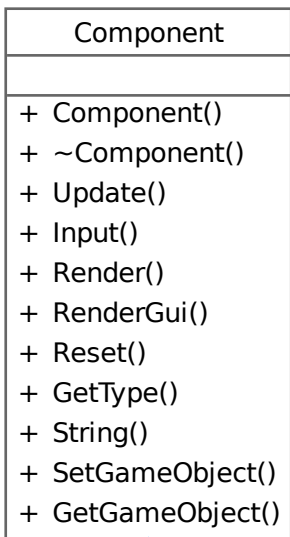 Component
+ Component()
+ ~Component()
+ Update()
+ Input()
+ Render()
+ RenderGui()
+ Reset()
+ GetType()
+ String()
+ SetGameObject()
+ GetGameObject()